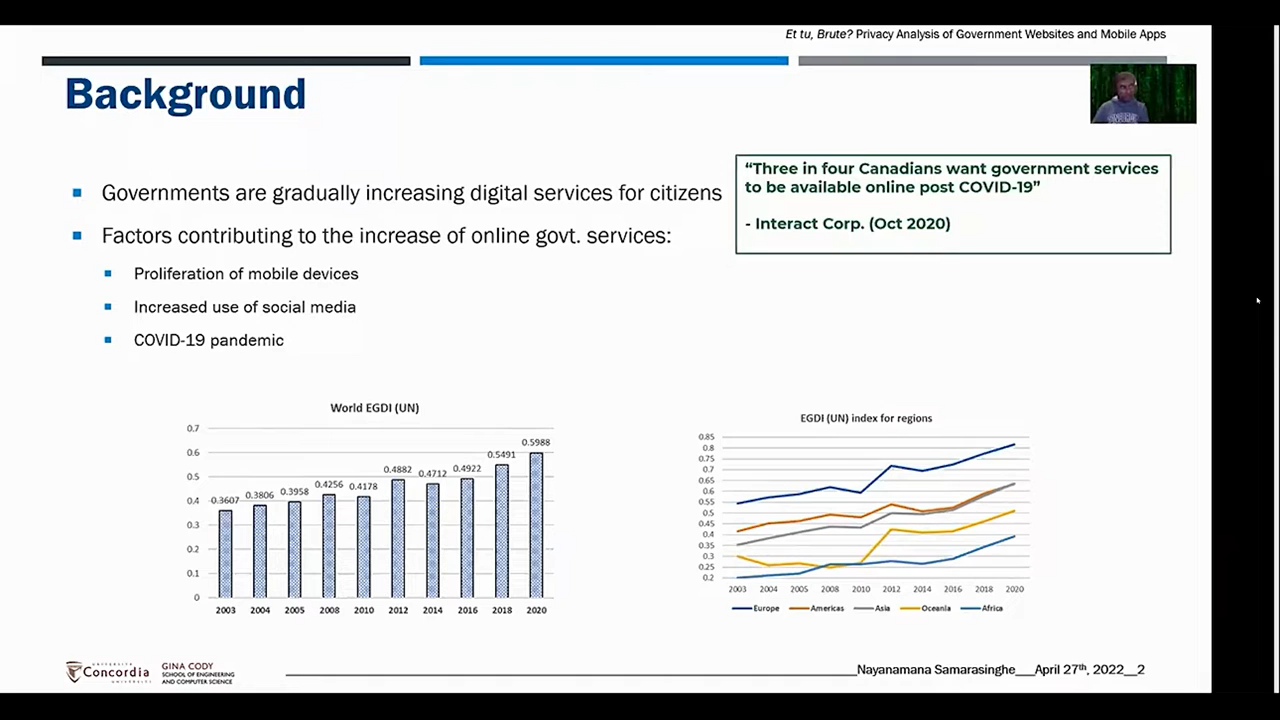 Et tu, Brute? Privacy Analysis of Government Websites and Mobile Apps
Background
Governments are gradually increasing digital services for citizens
Factors contributing to the increase of online govt. services:
Proliferation of mobile devices
Increased use of social media
COVID-19 pandemic
“Three in four Canadians want government services
to be available online post COVID-19”
- Interact Corp. (Oct 2020)
World EGDI (UN)
0.7
0.6
0.5
0.4
0.3
0.2
0.1
0
0.3607 0.3806 0.3958 0.4256 0.4178 0.4882 0.4712 0.4922 0.5491 0.5988
2003 2004 2005 2008 2010 2012 2014 2016 2018 2020
EGDI (UN) index for regions
0.85
0.8
0.75
0.7
0.65
0.6
0.55
0.5
0.45
0.4
0.35
0.3
0.25
0.2
2003 2004 2005 2008 2010 2012 2014 2016 2018 2020
Europe Americas Asia Oceania Africa
UNIVERSITÉ
Concordia
UNIVERSITY
GINA CODY
SCHOOL OF ENGINEERING
AND COMPUTER SCIENCE
Nayanamana Samarasinghe___April 27th, 2022__2